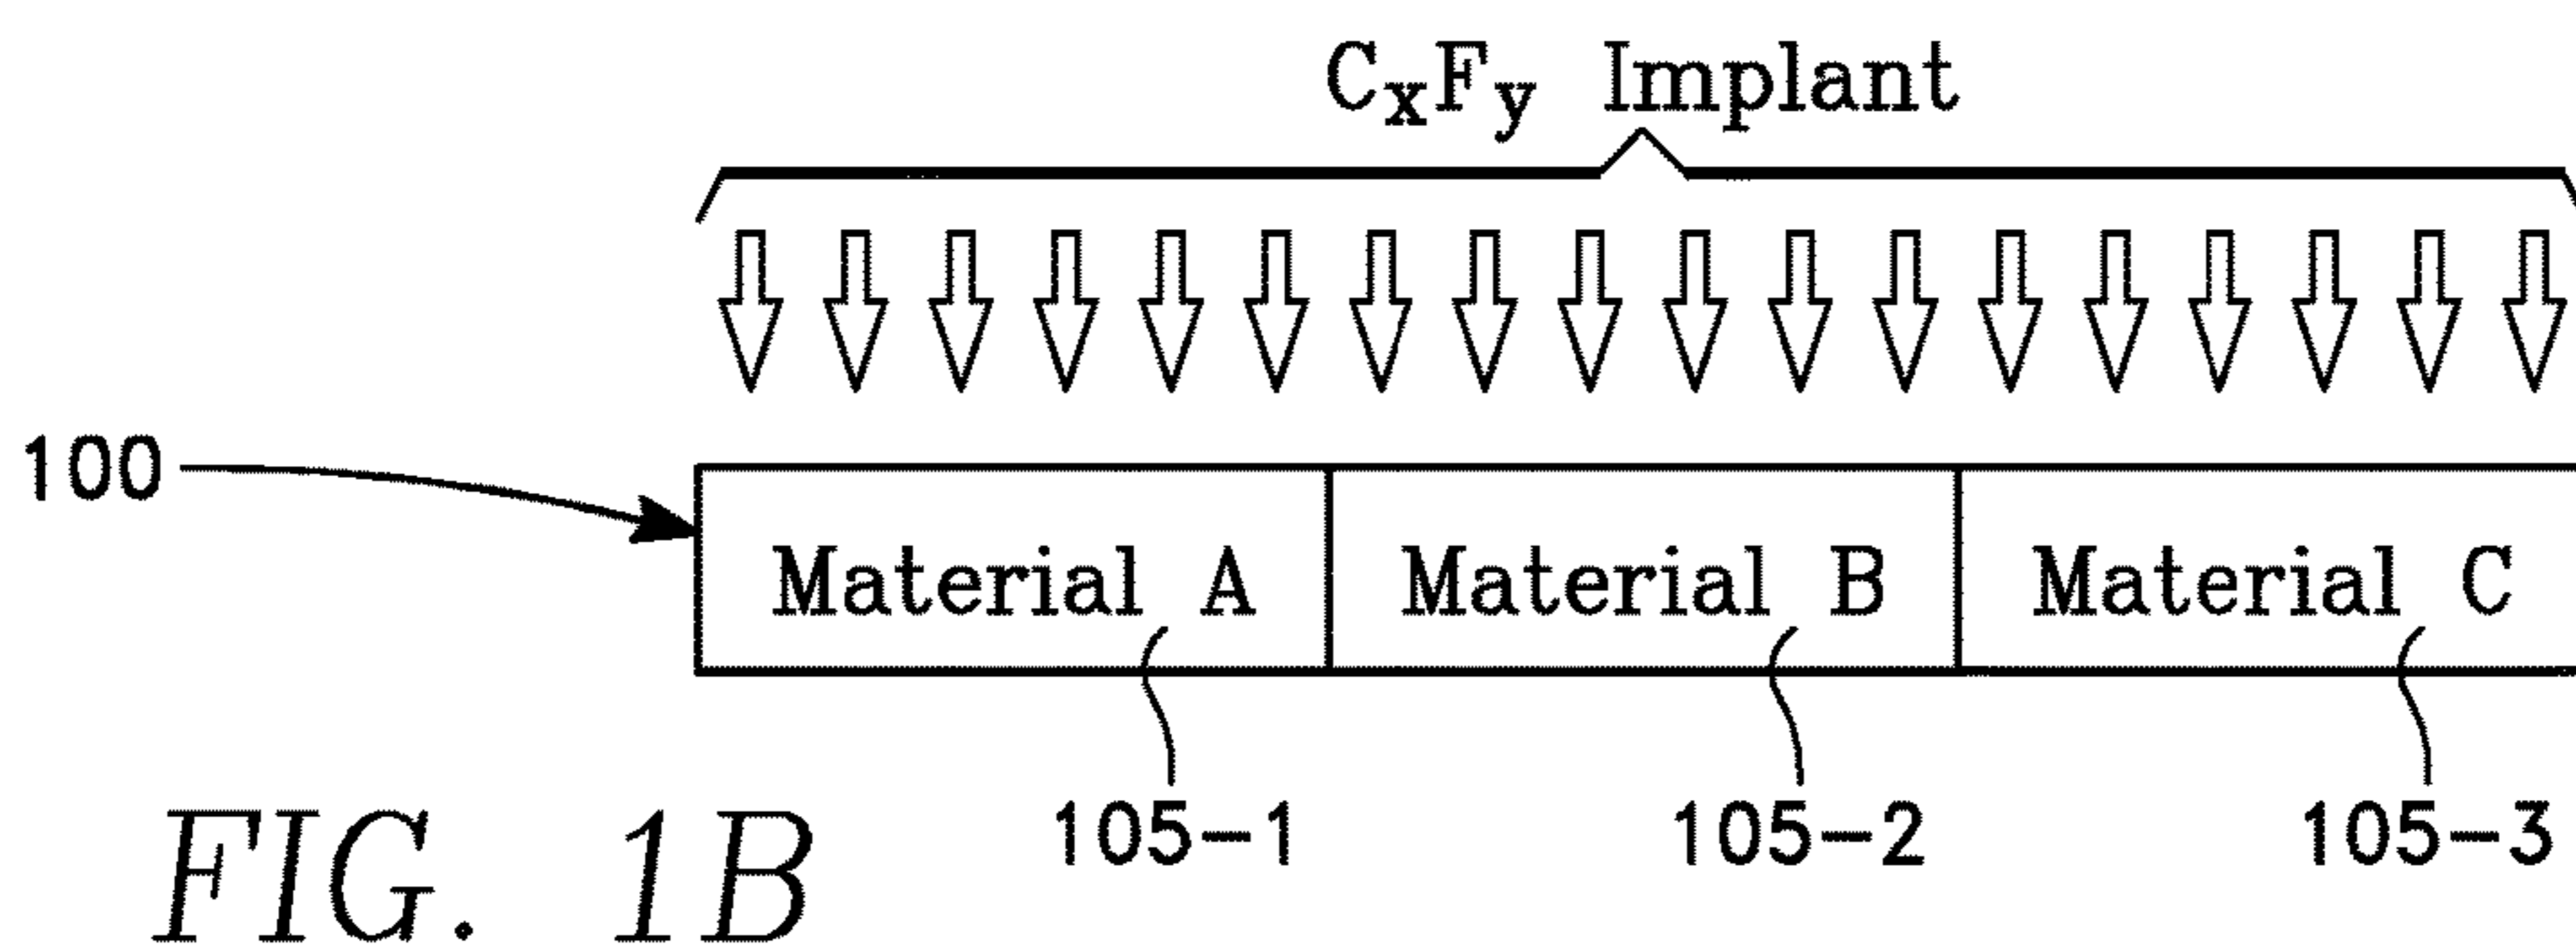 CxFy Implant
100
Material A Material B Material C
105-1 105-2 105-3
FIG. 1B